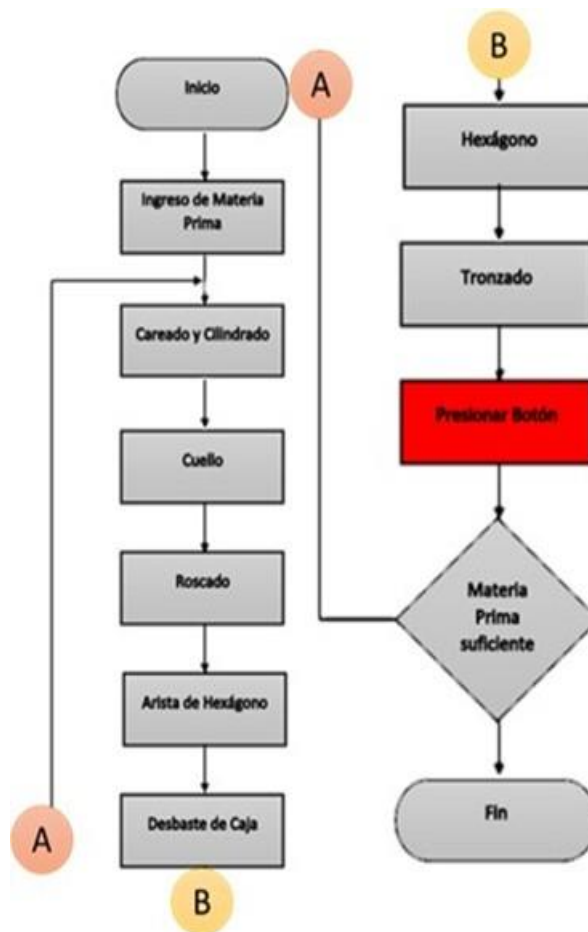 Inicio
A
Ingreso de Materia
Prima
Careado y Cilindrado
Cuello
Roscado
Arista de Hexágono
Desbaste de Caja
A
B
B
Hexágono
Tronzado
Presionar Botón
Materia
Prima
suficiente
Fin